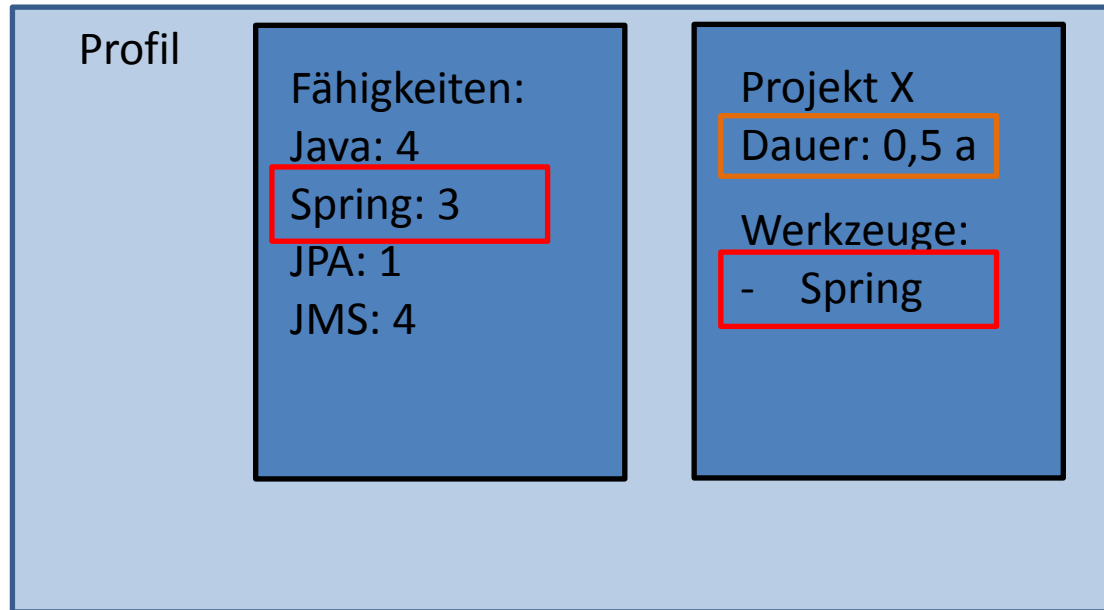 Profil
Fähigkeiten:
Java: 4
Spring: 3
JPA: 1
JMS: 4
Projekt X
Dauer: 0,5 a
Werkzeuge:
- Spring